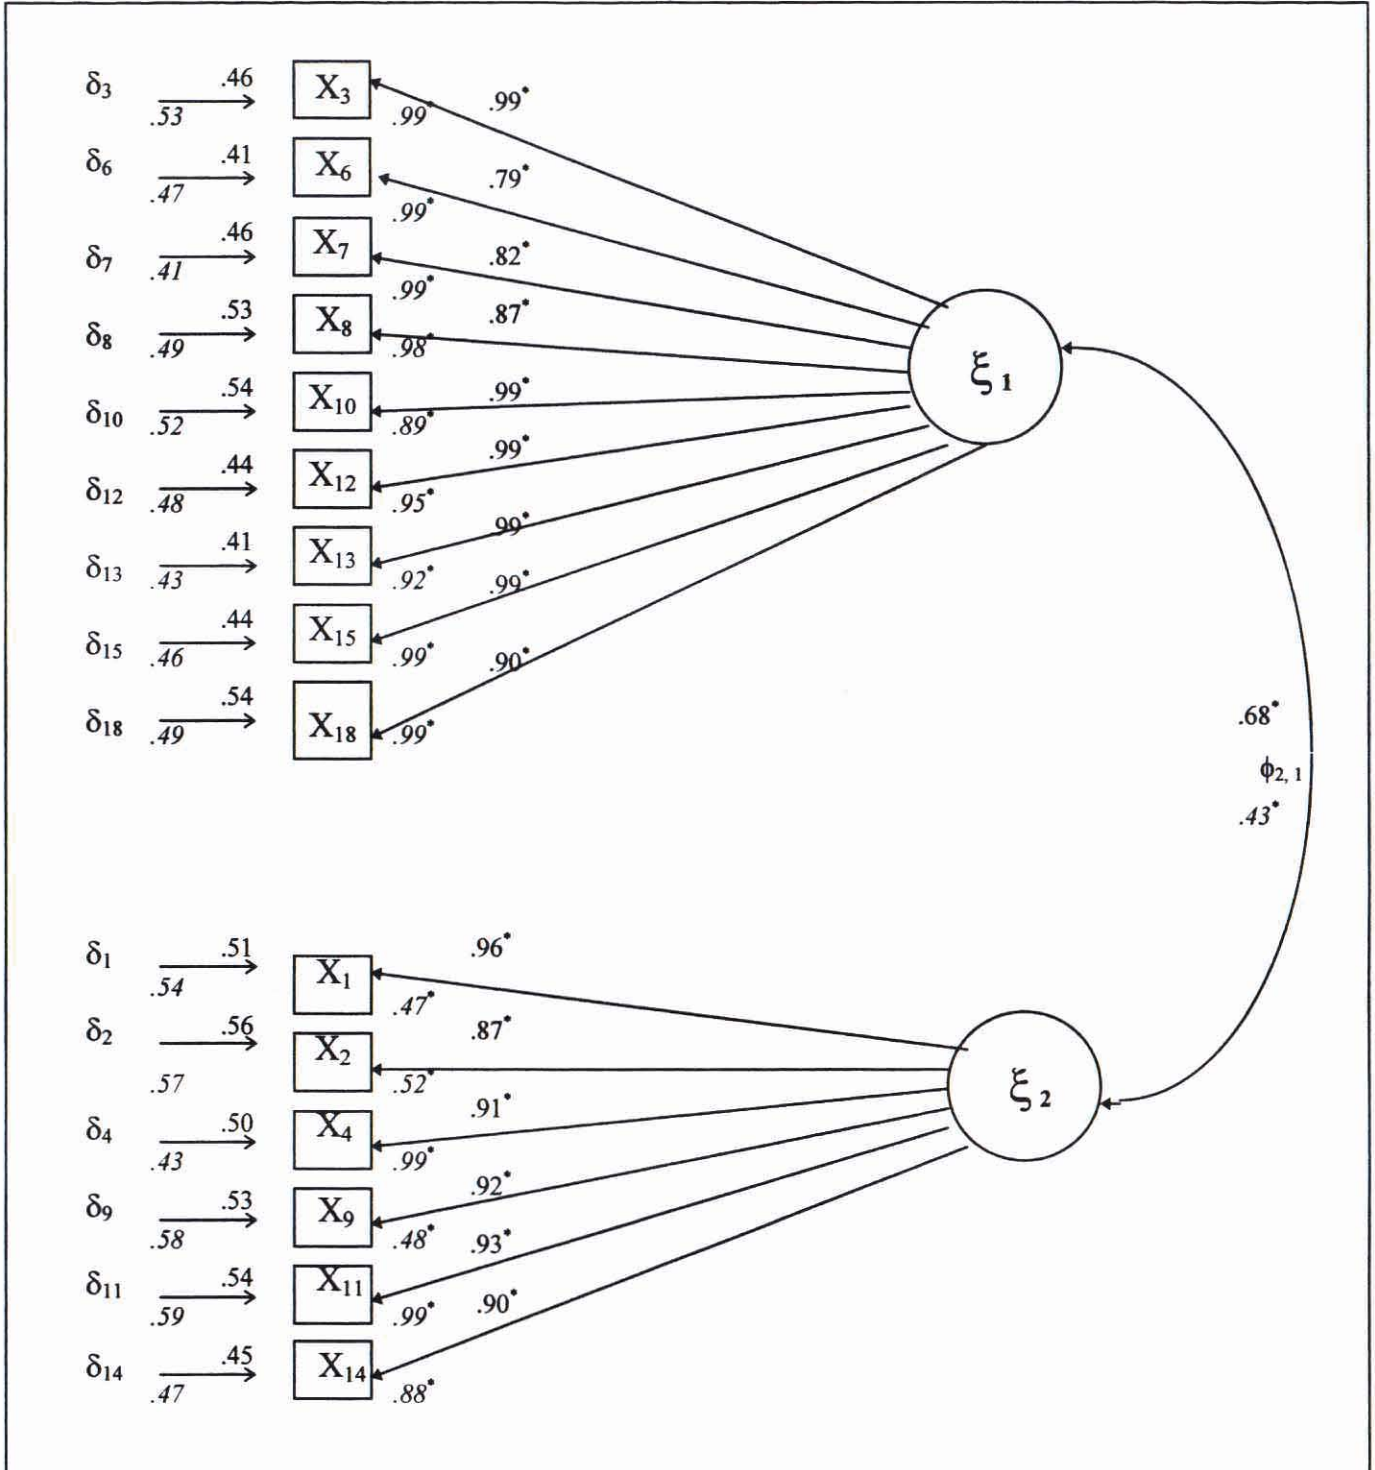 δ3 .46 .53 X3 .99 .99*
δ6 .41 .47 X6 .99* .79*
δ7 .46 .41 X7 .99* .82*
δ8 .53 .49 X8 .98* .87*
δ10 .54 .52 X10 .89* .99*
δ12 .44 .48 X12 .95* .99*
δ13 .41 .43 X13 .92* .99*
δ15 .44 .46 X15 .99* .99*
δ18 .54 .49 X18 .99* .90*
ξ 1
.68*
ϕ2, 1
.43*
δ1 .51 .54 X1 .47* .96*
δ2 .56 .57 X2 .52* .87*
δ4 .50 .43 X4 .99* .91*
δ9 .53 .58 X9 .48* .92*
δ11 .54 .59 X11 .99* .93*
δ14 .45 .47 X14 .88* .90*
ξ 2